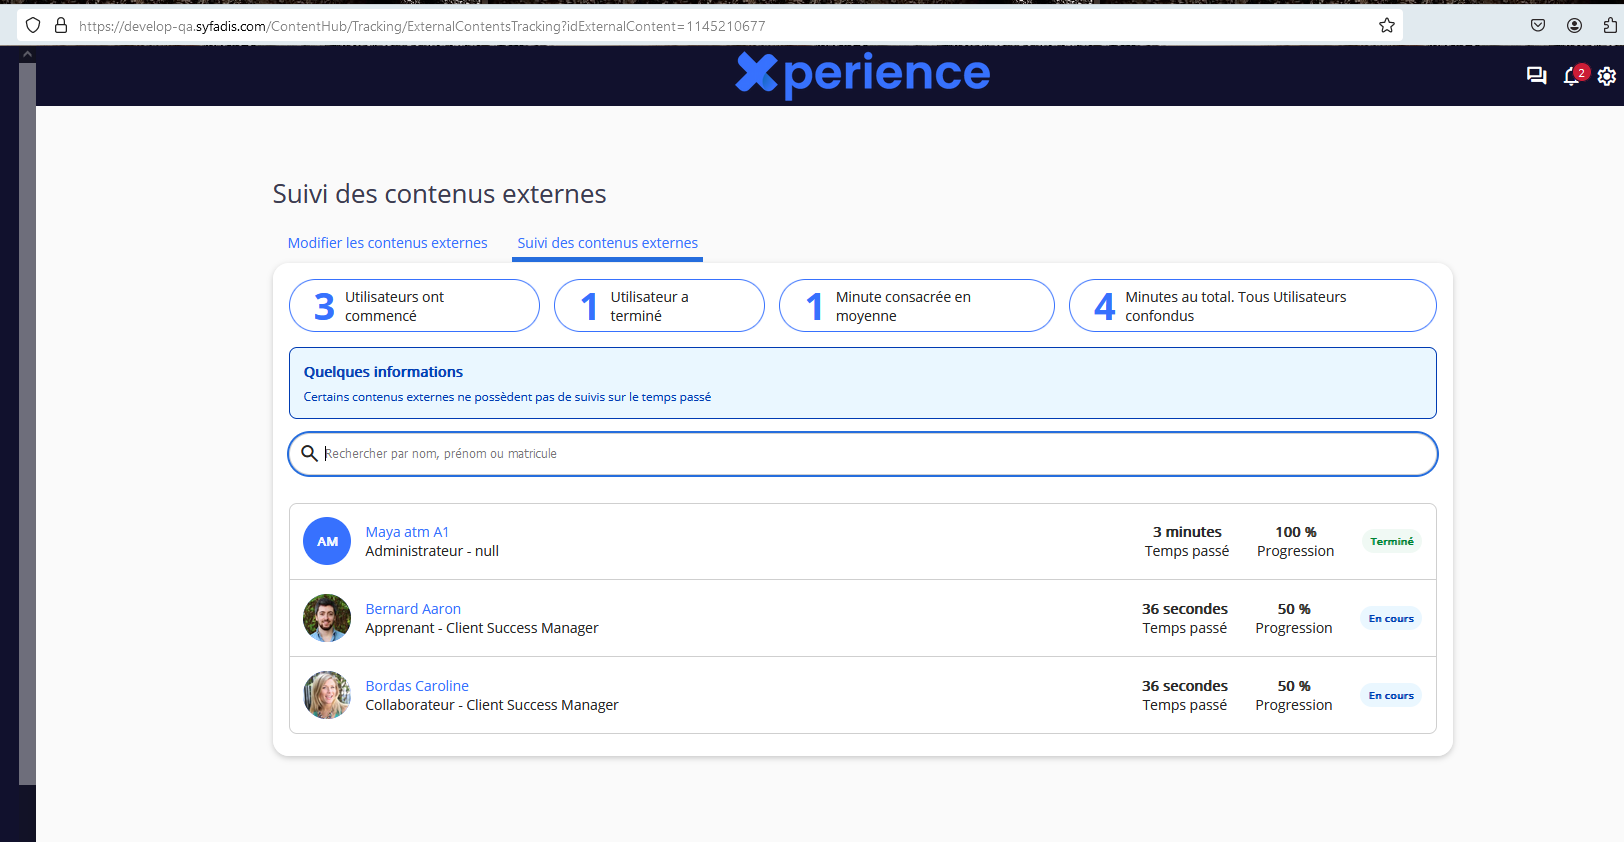 https://develop-qa.syfadis.com/ContentHub/Tracking/ExternalContentsTracking?idExternalContent=1145210677
Xperience
2
Suivi des contenus externes
Modifier les contenus externes
Suivi des contenus externes
3 Utilisateurs ont
commencé
1 Utilisateur a
terminé
1 Minute consacrée en
moyenne
4 Minutes au total. Tous Utilisateurs
confondus
Quelques informations
Certains contenus externes ne possèdent pas de suivis sur le temps passé
Rechercher par nom, prénom ou matricule
AM
Maya atm A1
Administrateur - null
3 minutes
Temps passé
100 %
Progression
Terminé
Bernard Aaron
Apprenant - Client Success Manager
36 secondes
Temps passé
50 %
Progression
En cours
Bordas Caroline
Collaborateur - Client Success Manager
36 secondes
Temps passé
50 %
Progression
En cours